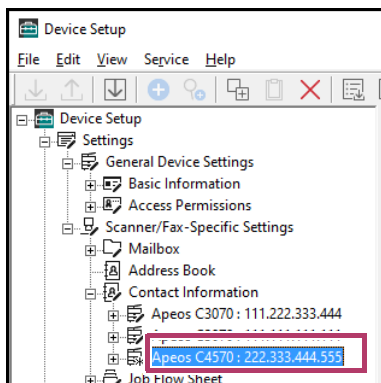 Device Setup
File Edit View Service Help
Device Setup
Settings
General Device Settings
Basic Information
Access Permissions
Scanner/Fax-Specific Settings
Mailbox
Address Book
Contact Information
Apeos C3070 : 111.222.333.444
Apeos C4570 : 222.333.444.555
Job Flow Sheet